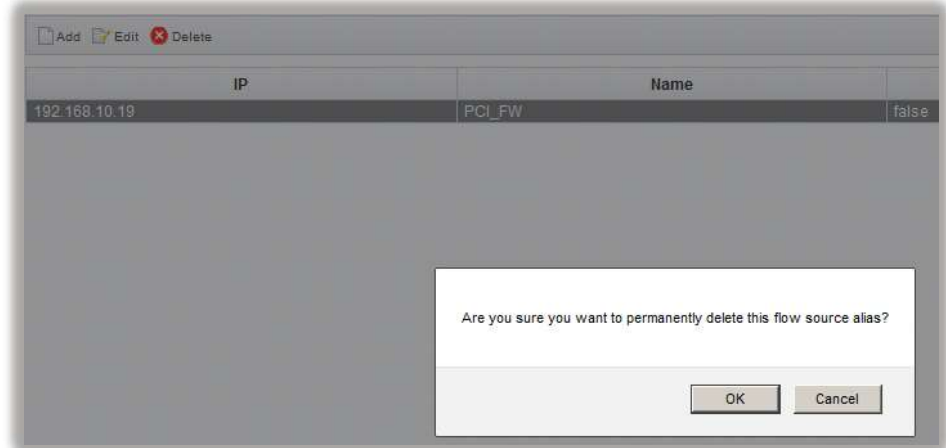 Add Edit Delete
IP Name
192.168.10.19 PCI_FW false
Are you sure you want to permanently delete this flow source alias?
OK Cancel